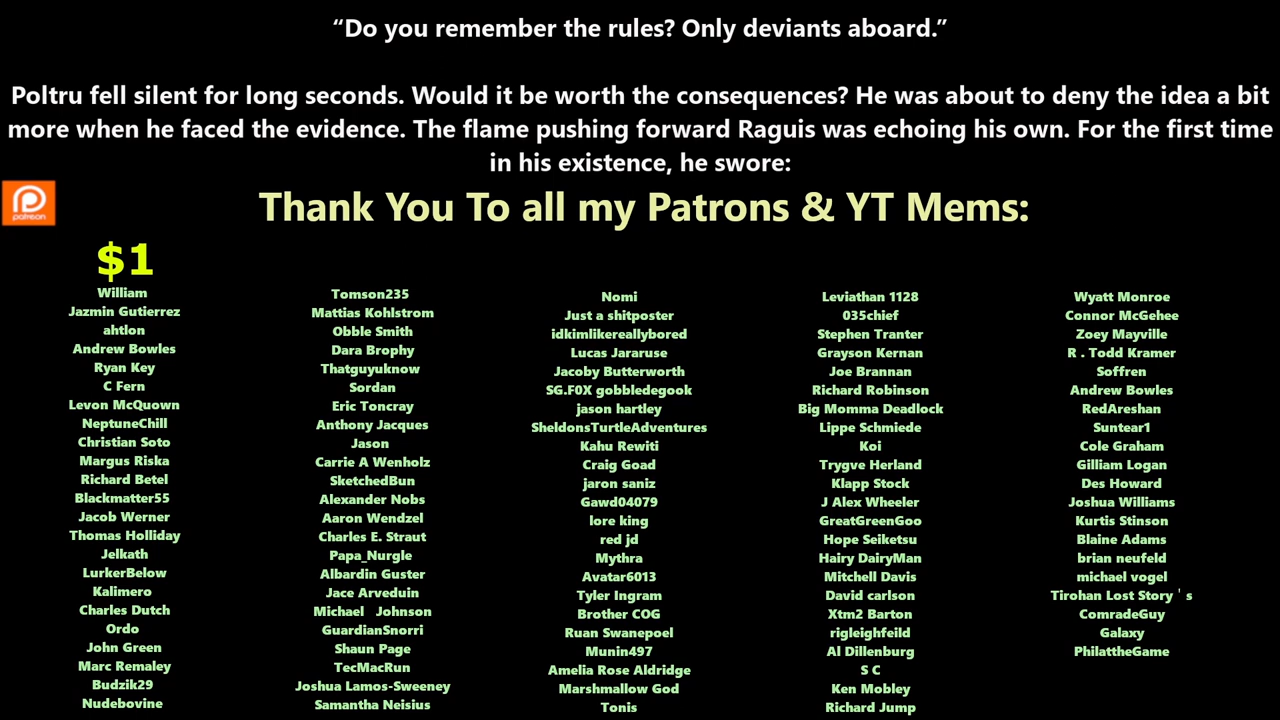 “Do you remember the rules? Only deviants aboard.”
Poltru fell silent for long seconds. Would it be worth the consequences? He was about to deny the idea a bit
more when he faced the evidence. The flame pushing forward Raguis was echoing his own. For the first time
in his existence, he swore:
patreon
Thank You To all my Patrons & YT Mems:
$1
William
Jazmin Gutierrez
ahtlon
Andrew Bowles
Ryan Key
C Fern
Levon McQuown
NeptuneChill
Christian Soto
Margus Riska
Richard Betel
Blackmatter55
Jacob Werner
Thomas Holliday
Jelkath
LurkerBelow
Kalimero
Charles Dutch
Ordo
John Green
Marc Remaley
Budzik29
Nudebovine
Tomson235
Mattias Kohlstrom
Obble Smith
Dara Brophy
Thatguyuknow
Sordan
Eric Toncray
Anthony Jacques
Jason
Carrie A Wenholz
SketchedBun
Alexander Nobs
Aaron Wendzel
Charles E. Straut
Papa_Nurgle
Albardin Guster
Jace Arveduin
Michael Johnson
GuardianSnorri
Shaun Page
TecMacRun
Joshua Lamos-Sweeney
Samantha Neisius
Nomi
Just a shitposter
idkimlikereallybored
Lucas Jararuse
Jacoby Butterworth
SG.F0X gobbledegook
jason hartley
SheldonsTurtleAdventures
Kahu Rewiti
Craig Goad
jaron saniz
Gawd04079
lore king
red jd
Mythra
Avatar6013
Tyler Ingram
Brother COG
Ruan Swanepoel
Munin497
Amelia Rose Aldridge
Marshmallow God
Tonis
Leviathan 1128
035chief
Stephen Tranter
Grayson Kernan
Joe Brannan
Richard Robinson
Big Momma Deadlock
Lippe Schmiede
Koi
Trygve Herland
Klapp Stock
J Alex Wheeler
GreatGreenGoo
Hope Seiketsu
Hairy DairyMan
Mitchell Davis
David carlson
Xtm2 Barton
rigleighfeild
Al Dillenburg
S C
Ken Mobley
Richard Jump
Wyatt Monroe
Connor McGehee
Zoey Mayville
R . Todd Kramer
Soffren
Andrew Bowles
RedAreshan
Suntear1
Cole Graham
Gilliam Logan
Des Howard
Joshua Williams
Kurtis Stinson
Blaine Adams
brian neufeld
michael vogel
Tirohan Lost Story ' s
ComradeGuy
Galaxy
PhilattheGame